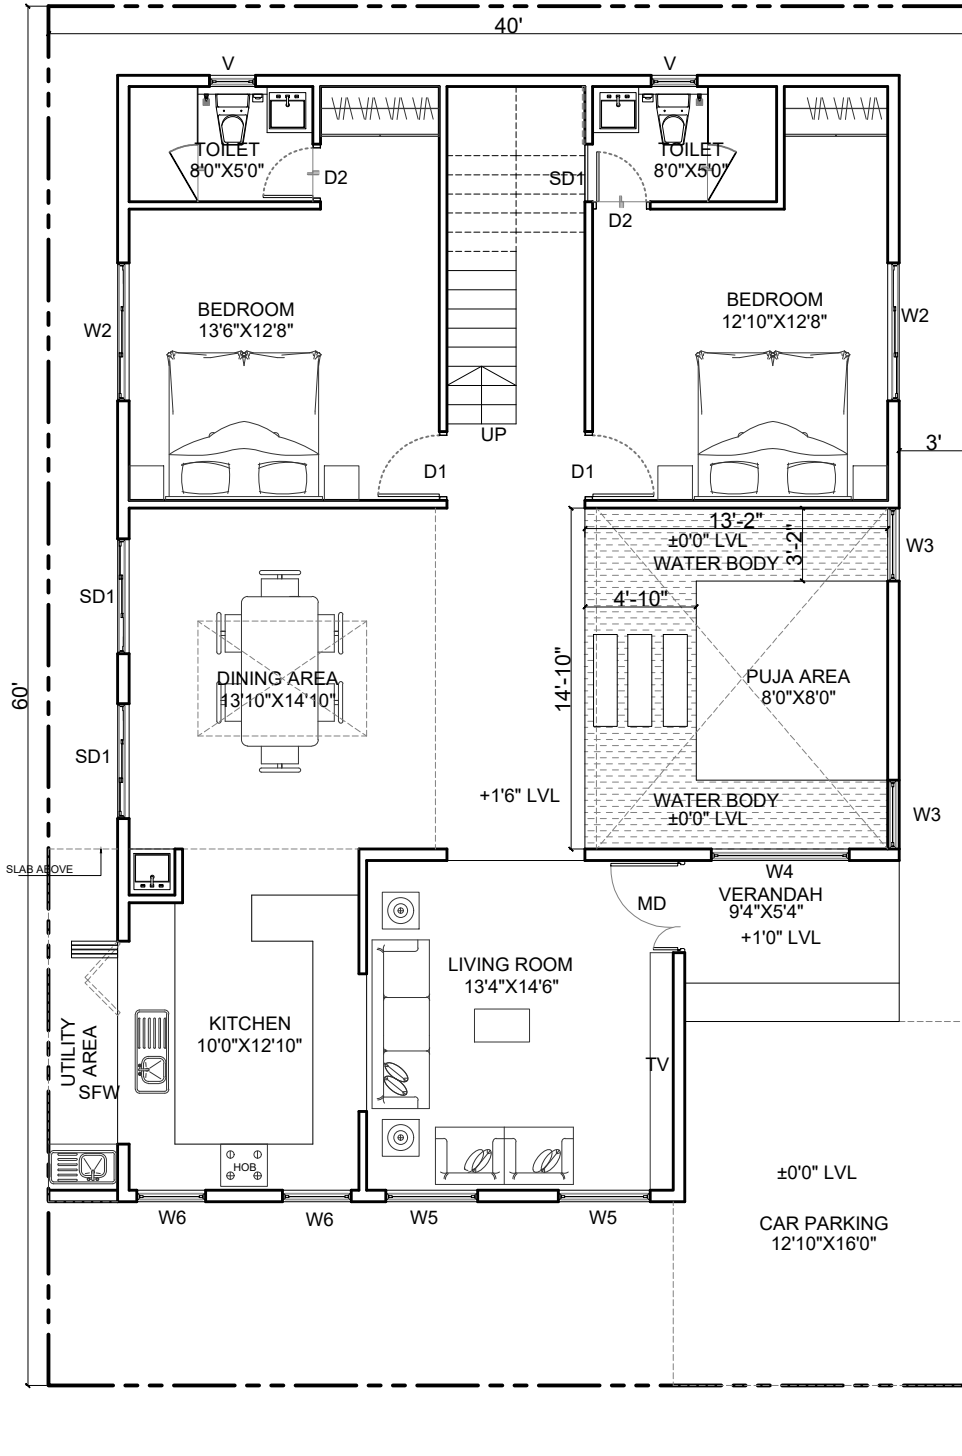 40'
V
V
TOILET
8'0"X5'0"
D2
SD1
TOILET
8'0"X5'0"
D2
BEDROOM
13'6"X12'8"
BEDROOM
12'10"X12'8"
W2
W2
UP
D1
D1
3'
13'-2"
±0'0" LVL
WATER BODY
3'-2"
W3
SD1
4'-10"
60'
14'-10"
DINING AREA
13'10"X14'10"
PUJA AREA
8'0"X8'0"
SD1
+1'6" LVL
WATER BODY
±0'0" LVL
W3
SLAB ABOVE
W4
VERANDAH
9'4"X5'4"
+1'0" LVL
MD
LIVING ROOM
13'4"X14'6"
KITCHEN
10'0"X12'10"
UTILITY
AREA
SFW
TV
HOB
±0'0" LVL
W6
W6
W5
W5
CAR PARKING
12'10"X16'0"